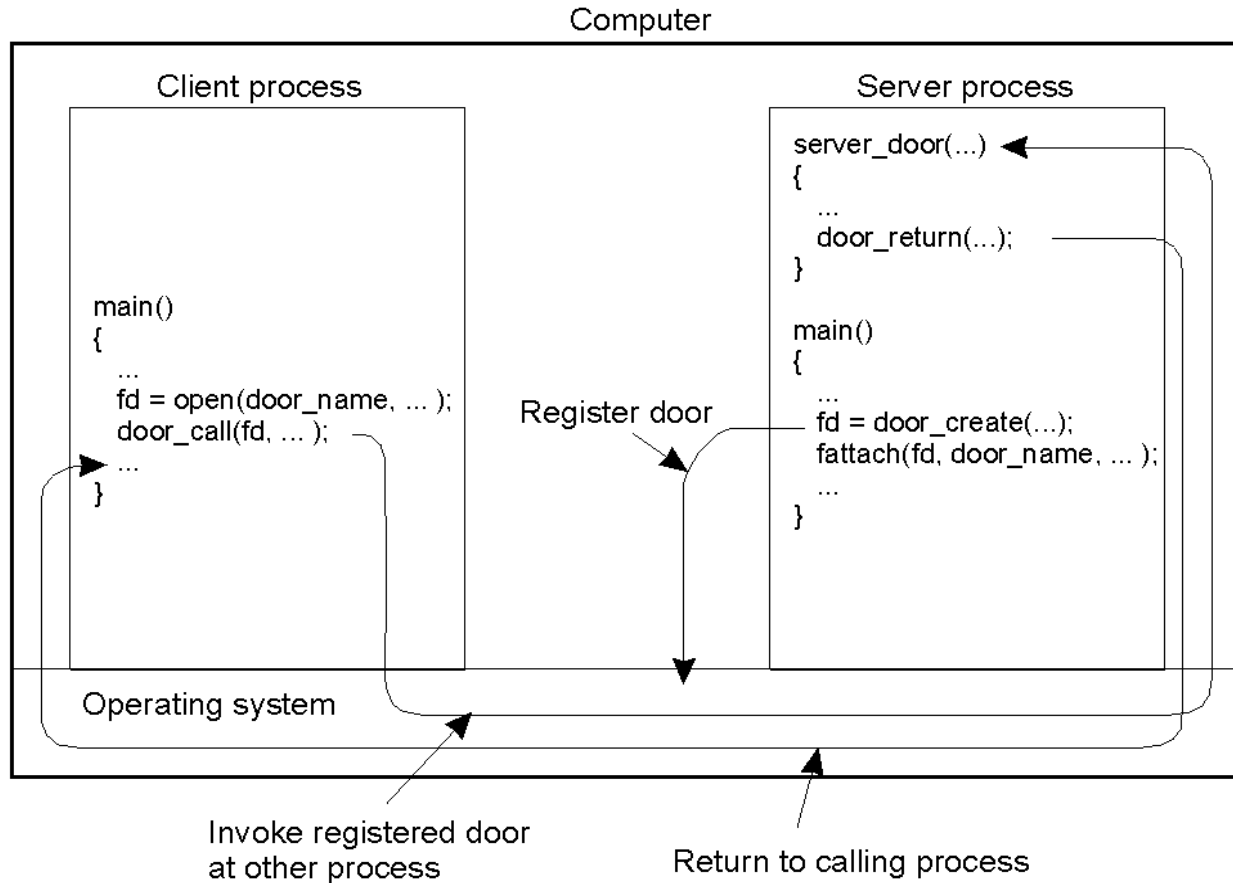 Computer
Client process
main()
{
...
fd = open(door_name, ... );
door_call(fd, ... );
...
}
Server process
server_door(...)
{
...
door_return(...);
}
main()
{
...
fd = door_create(...);
fattach(fd, door_name, ... );
...
}
Register door
Operating system
Invoke registered door
at other process
Return to calling process